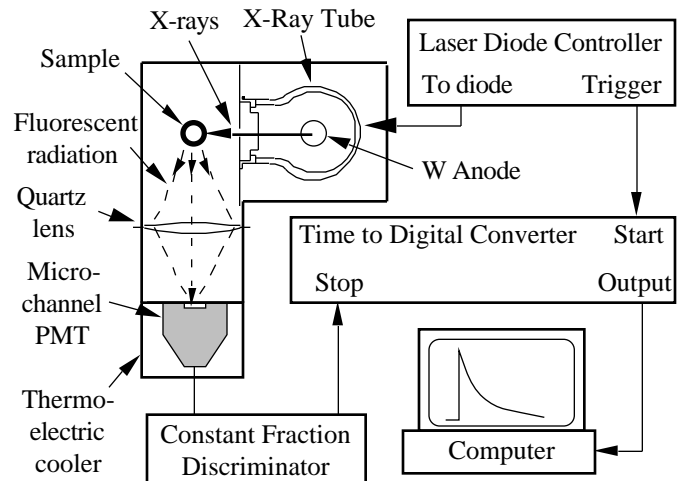 X-rays
X-Ray Tube
Laser Diode Controller
To diode
Trigger
Sample
Fluorescent
radiation
W Anode
Quartz
lens
Time to Digital Converter
Start
Stop
Output
Micro-
channel
PMT
Thermo-
electric
cooler
Constant Fraction
Discriminator
Computer